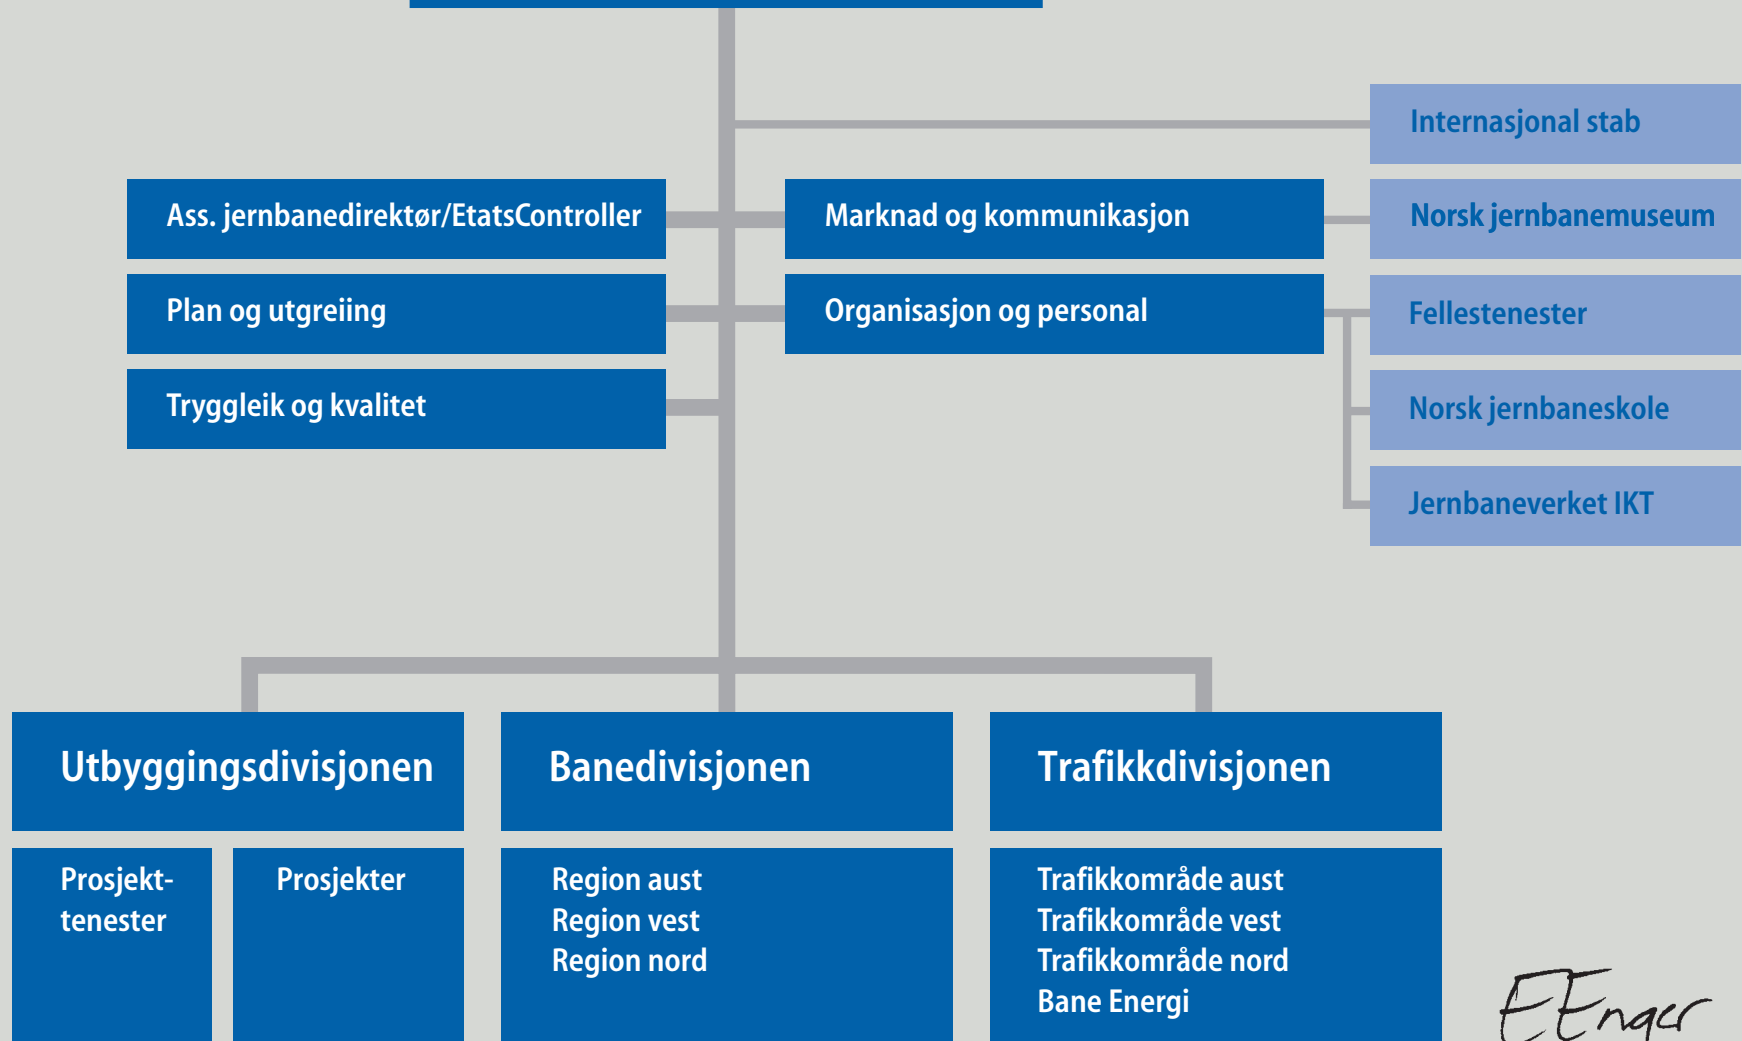 Internasjonal stab
Ass. jernbanedirektør/EtatsController
Marknad og kommunikasjon
Norsk jernbanemuseum
Plan og utgreiing
Organisasjon og personal
Fellestenester
Tryggleik og kvalitet
Norsk jernbaneskole
Jernbaneverket IKT
Utbyggingsdivisjonen
Banedivisjonen
Trafikkdivisjonen
Prosjekt-
tenester
Prosjekter
Region aust
Region vest
Region nord
Trafikkområde aust
Trafikkområde vest
Trafikkområde nord
Bane Energi
EEnger